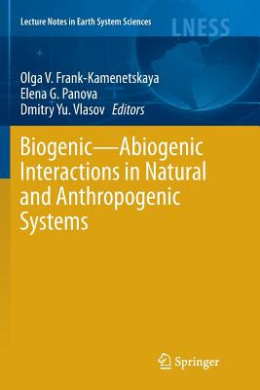 Lecture Notes in Earth System Sciences
LNESS
Olga V. Frank-Kamenetskaya
Elena G. Panova
Dmitry Yu. Vlasov Editors
Biogenic—Abiogenic
Interactions in Natural
and Anthropogenic
Systems
Springer